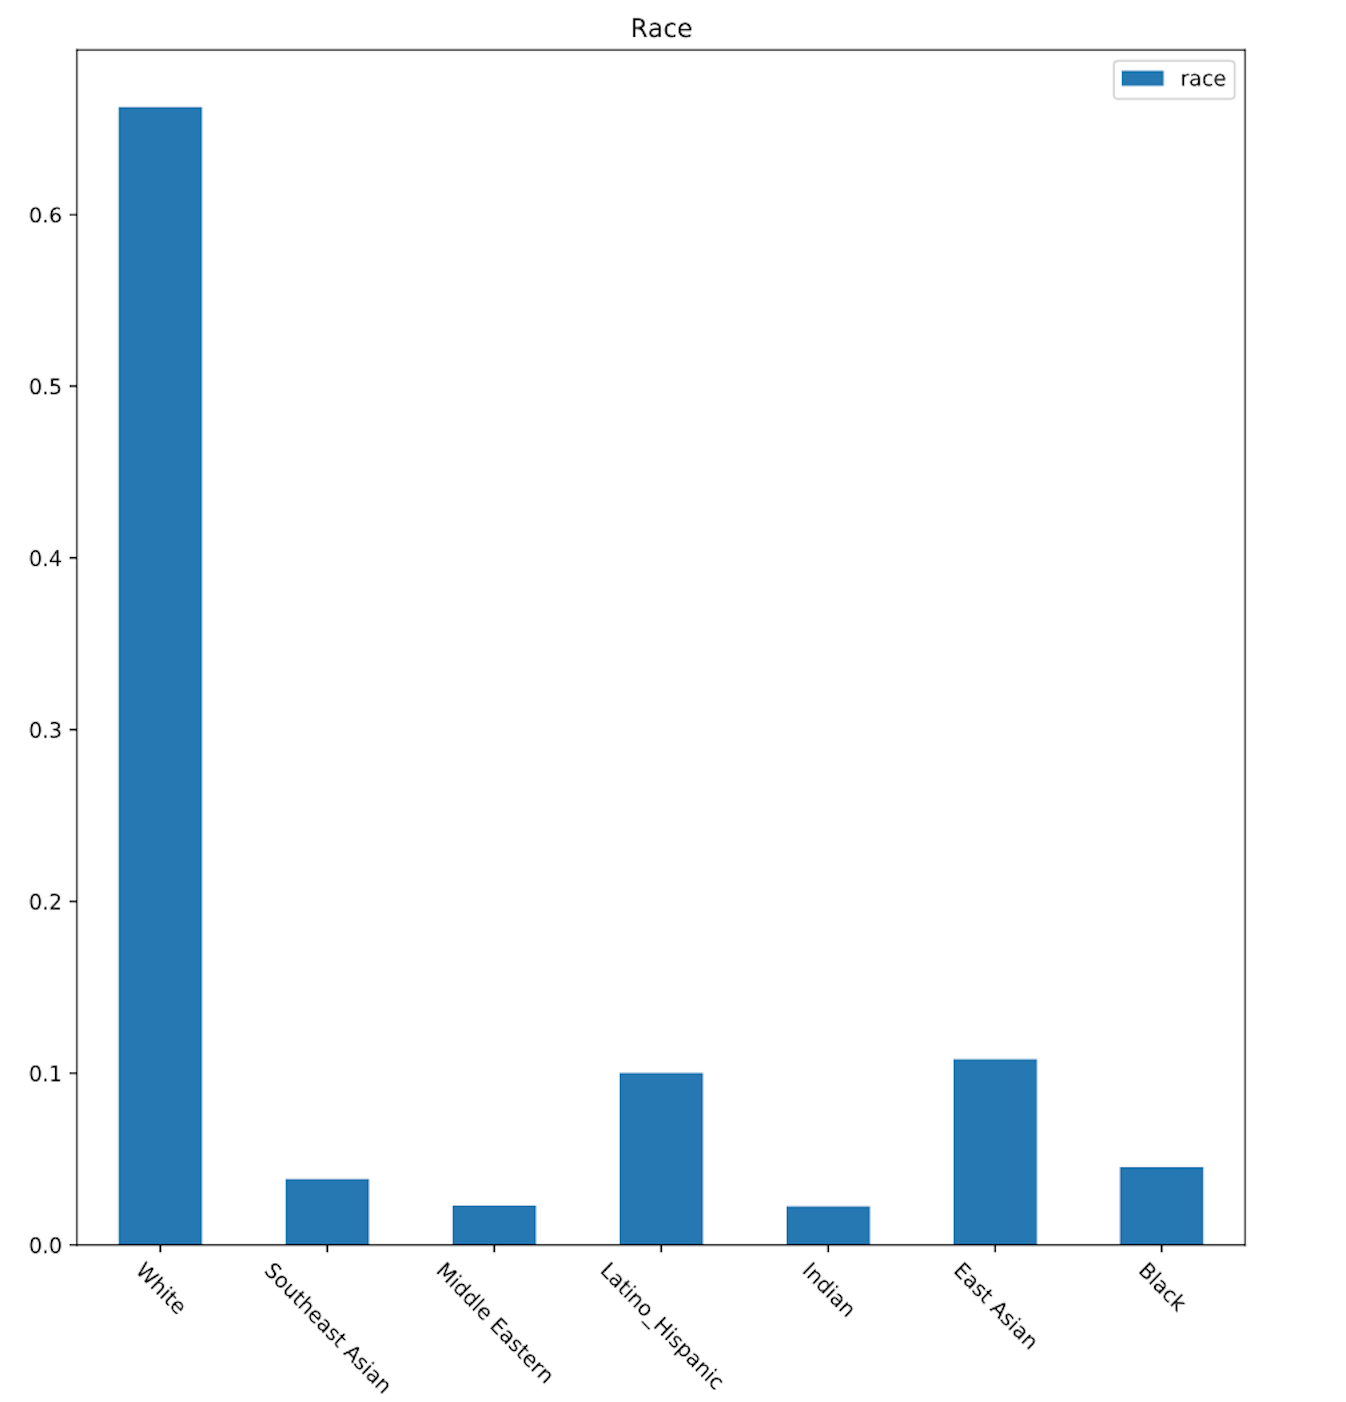 Race
race
0.6
0.5
0.4
0.3
0.2
0.1
0.0
White
Southeast Asian
Middle Eastern
Latino_Hispanic
Indian
East Asian
Black